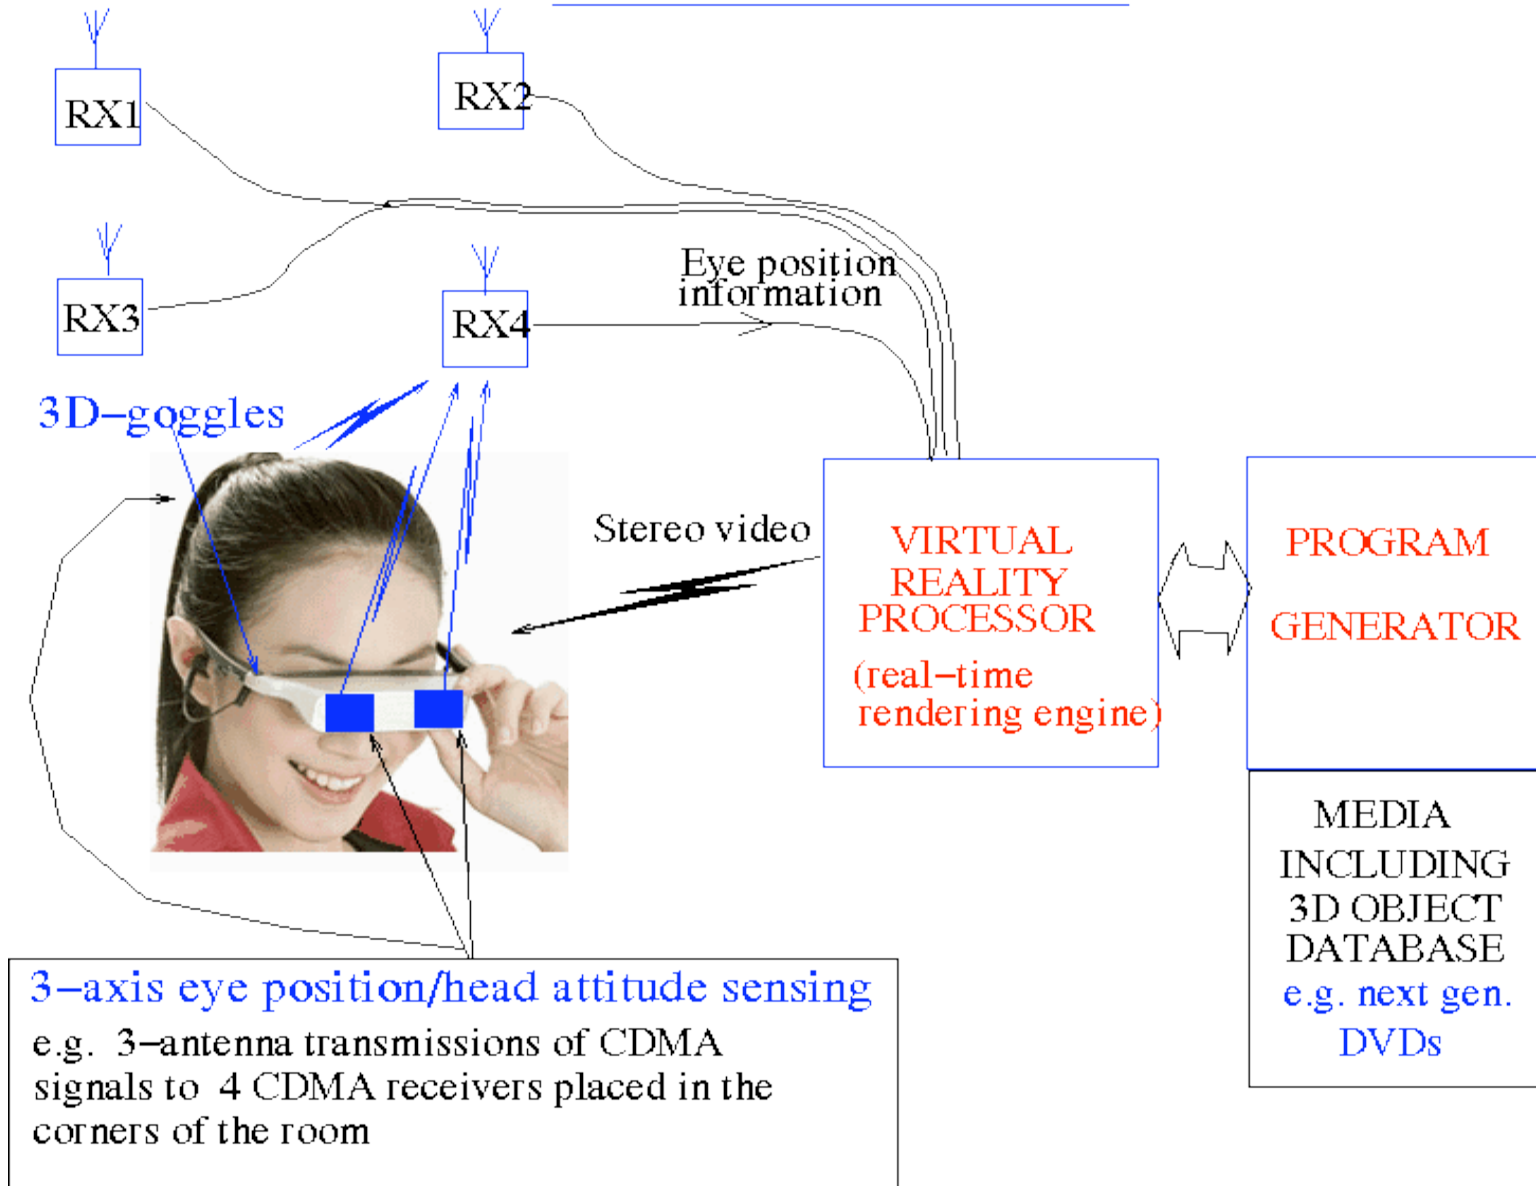 RX1
RX2
RX3
RX4
Eye position
information
3D-goggles
Stereo video
VIRTUAL
REALITY
PROCESSOR
(real-time
rendering engine)
PROGRAM
GENERATOR
MEDIA
INCLUDING
3D OBJECT
DATABASE
e.g. next gen.
DVDs
3-axis eye position/head attitude sensing
e.g. 3-antenna transmissions of CDMA
signals to 4 CDMA receivers placed in the
corners of the room